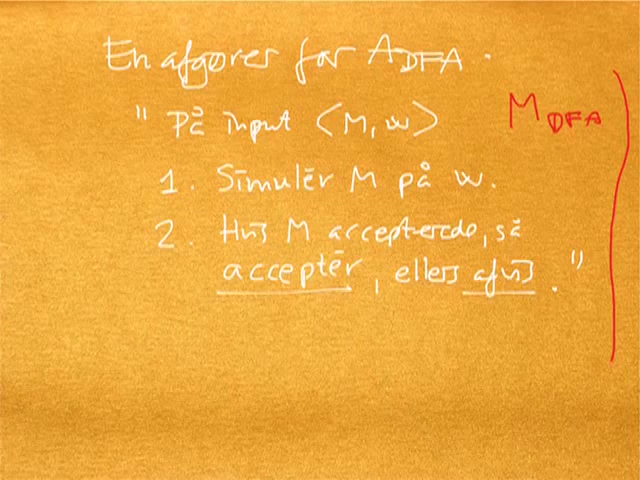 En afgører for A_DFA.
" På input ⟨M, w⟩
M_DFA
1. Simulér M på w.
2. Hvis M accepterede, så
accepter, ellers afvis."